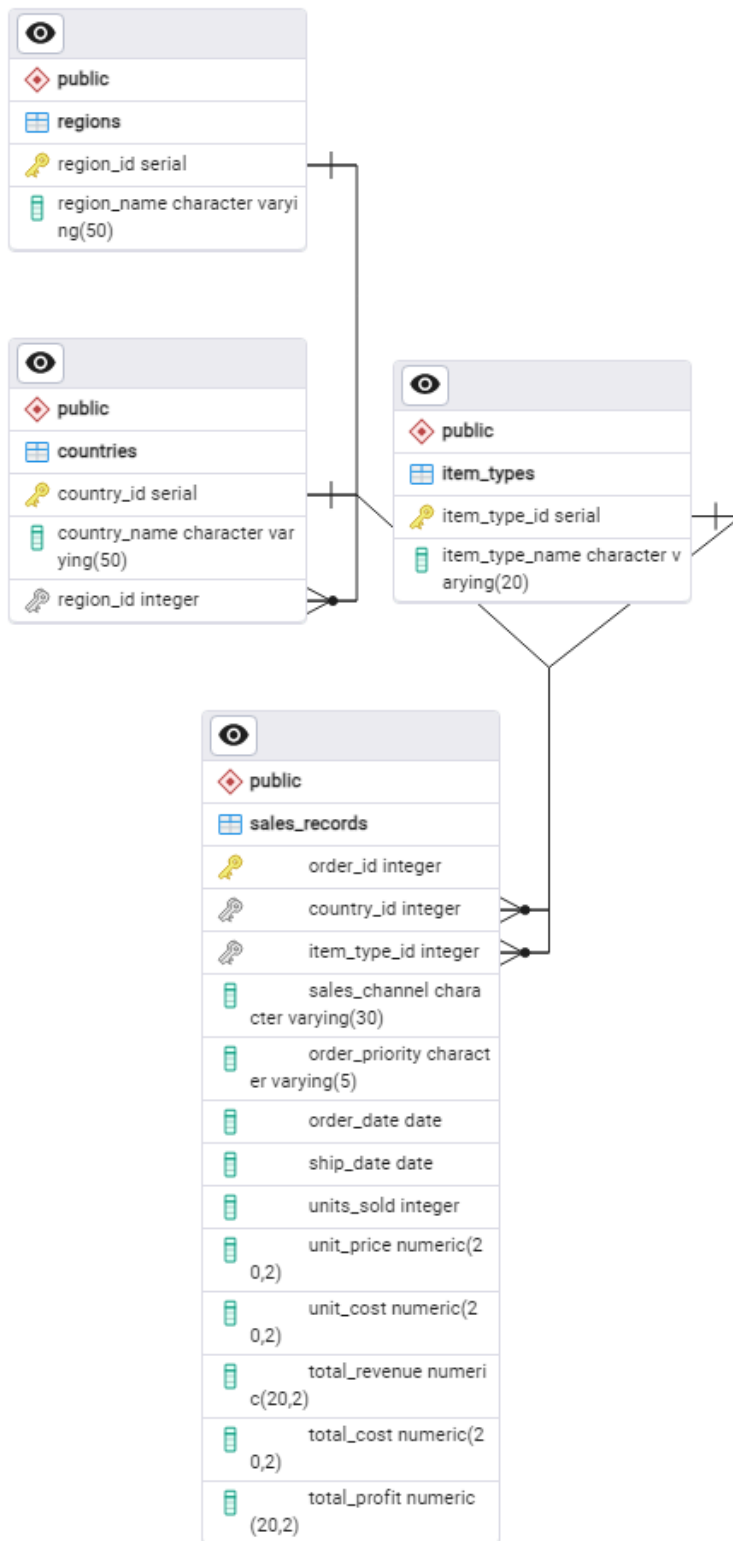 public
regions
region_id serial
region_name character varyi
ng(50)
public
countries
country_id serial
country_name character var
ying(50)
region_id integer
public
item_types
item_type_id serial
item_type_name character v
arying(20)
public
sales_records
order_id integer
country_id integer
item_type_id integer
sales_channel chara
cter varying(30)
order_priority charact
er varying(5)
order_date date
ship_date date
units_sold integer
unit_price numeric(2
0,2)
unit_cost numeric(2
0,2)
total_revenue numeri
c(20,2)
total_cost numeric(2
0,2)
total_profit numeric
(20,2)